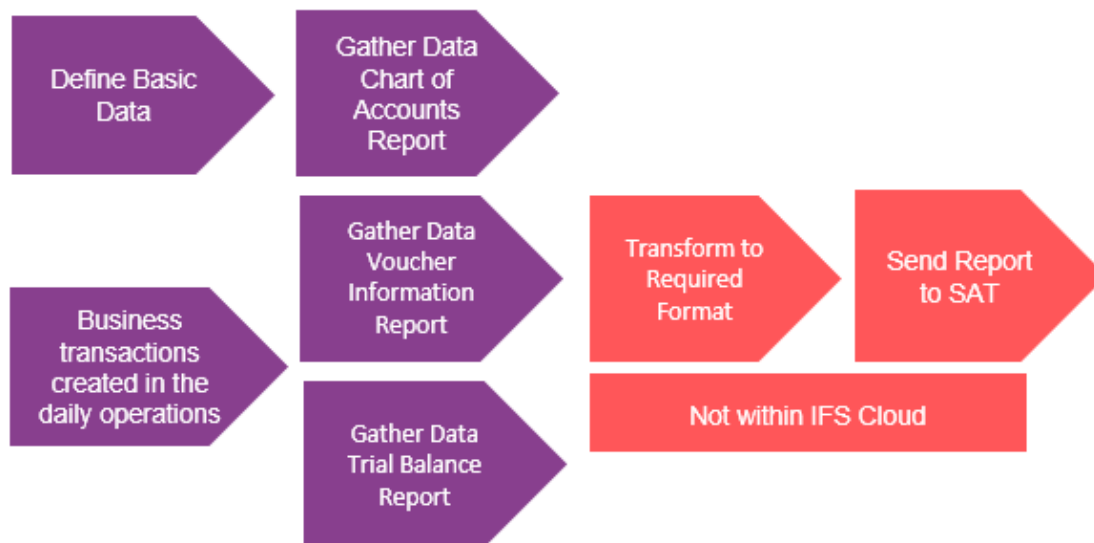 Define Basic
Data
Gather Data
Chart of
Accounts
Report
Business
transactions
created in the
daily operations
Gather Data
Voucher
Information
Report
Gather Data
Trial Balance
Report
Transform to
Required
Format
Send Report
to SAT
Not within IFS Cloud